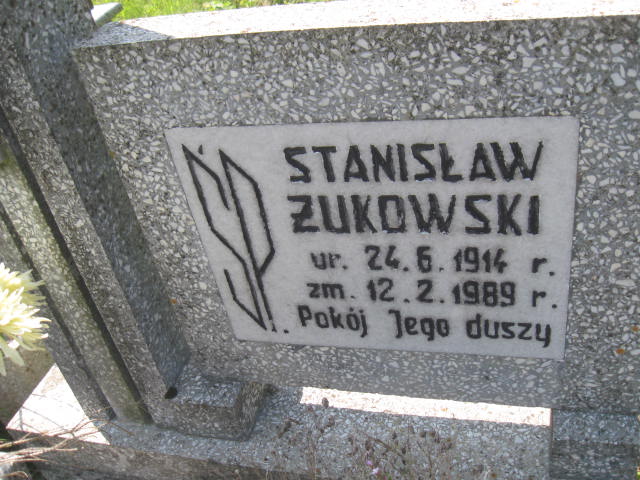 Ś.P.
STANISŁAW
ŻUKOWSKI
ur. 24.6.1914 r.
zm. 12.2.1989 r.
Pokój Jego duszy